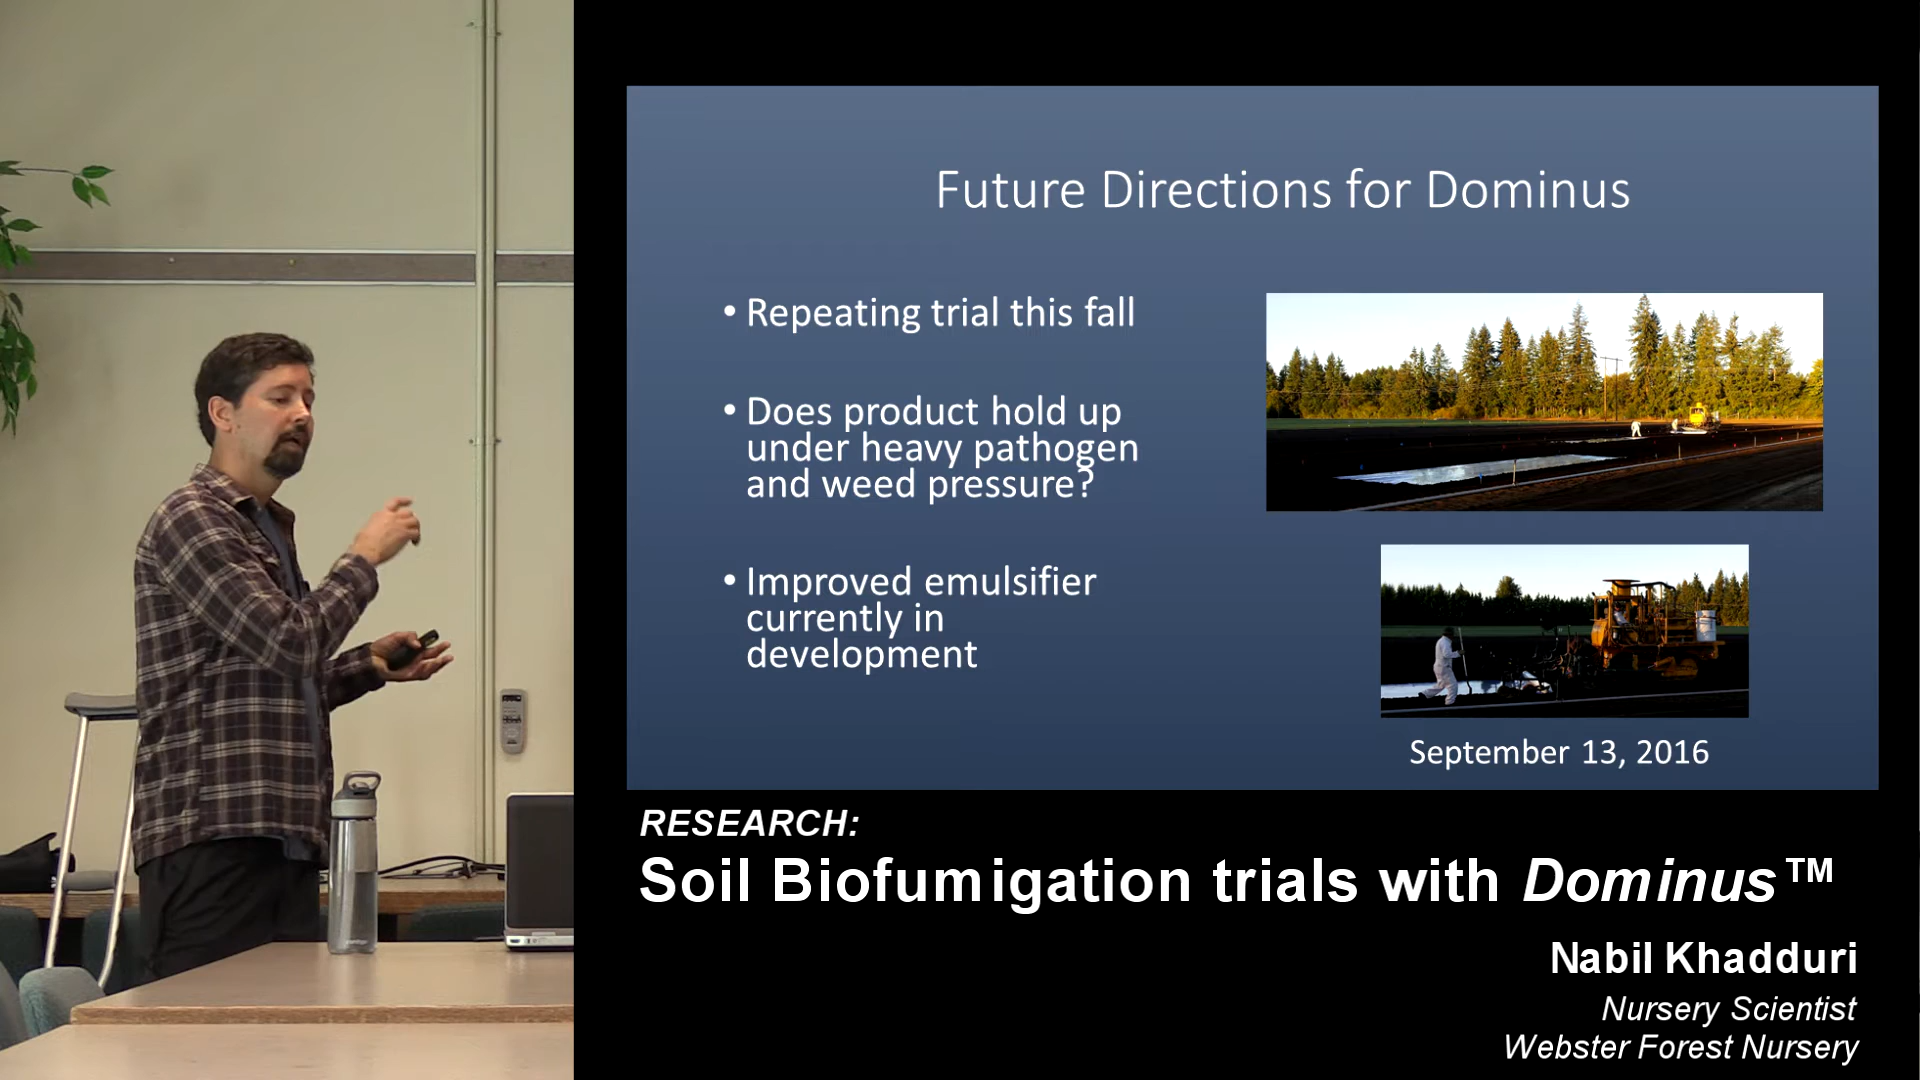 Future Directions for Dominus
• Repeating trial this fall
• Does product hold up
under heavy pathogen
and weed pressure?
• Improved emulsifier
currently in
development
September 13, 2016
RESEARCH:
Soil Biofumigation trials with Dominus™
Nabil Khadduri
Nursery Scientist
Webster Forest Nursery